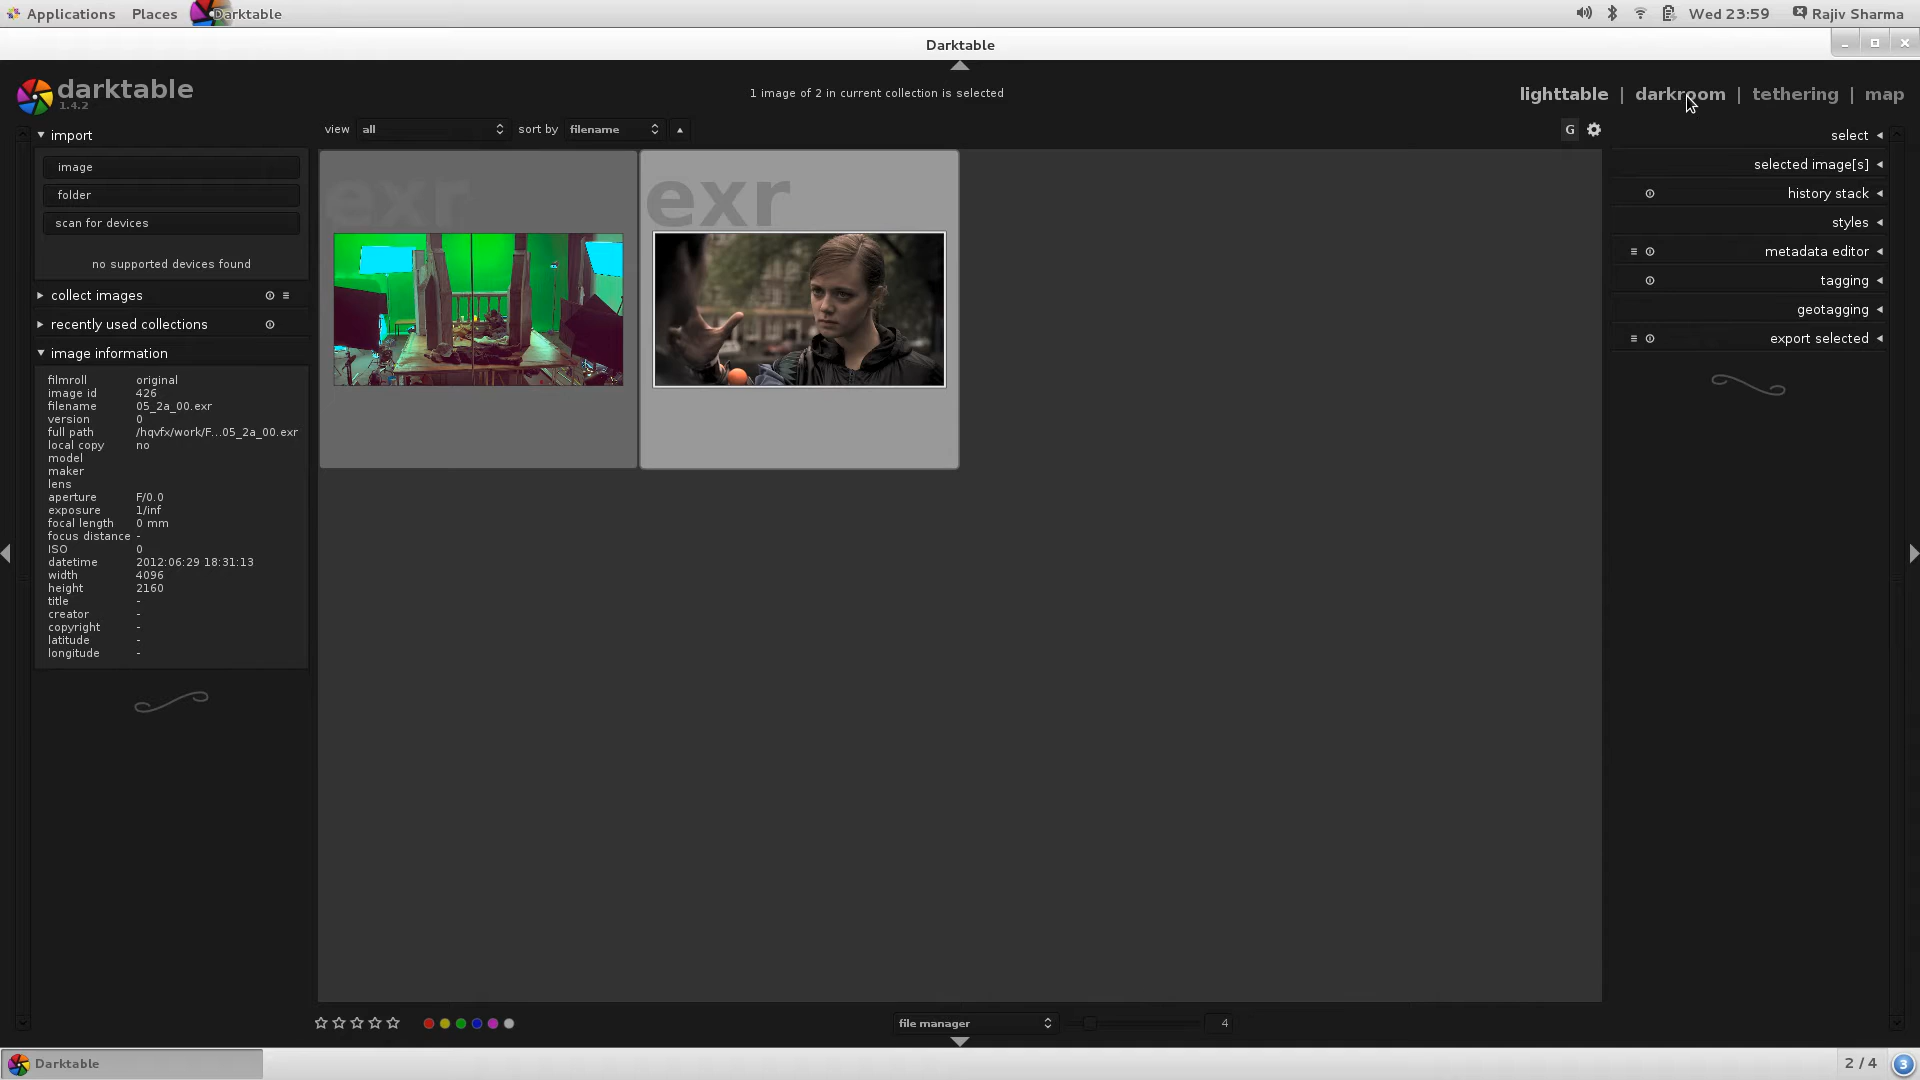 Applications Places Darktable Wed 23:59 Rajiv Sharma
Darktable
darktable
1.4.2
1 image of 2 in current collection is selected
lighttable | darkroom | tethering | map
import
image
folder
scan for devices
no supported devices found
collect images
recently used collections
image information
filmroll original
image id 426
filename 05_2a_00.exr
version 0
full path /hqvfx/work/F...05_2a_00.exr
local copy no
model
maker
lens
aperture F/0.0
exposure 1/inf
focal length 0 mm
focus distance -
ISO 0
datetime 2012:06:29 18:31:13
width 4096
height 2160
title -
creator -
copyright -
latitude -
longitude -
view all sort by filename
G
exr
exr
select
selected image[s]
history stack
styles
metadata editor
tagging
geotagging
export selected
file manager 4
Darktable
2 / 4 3